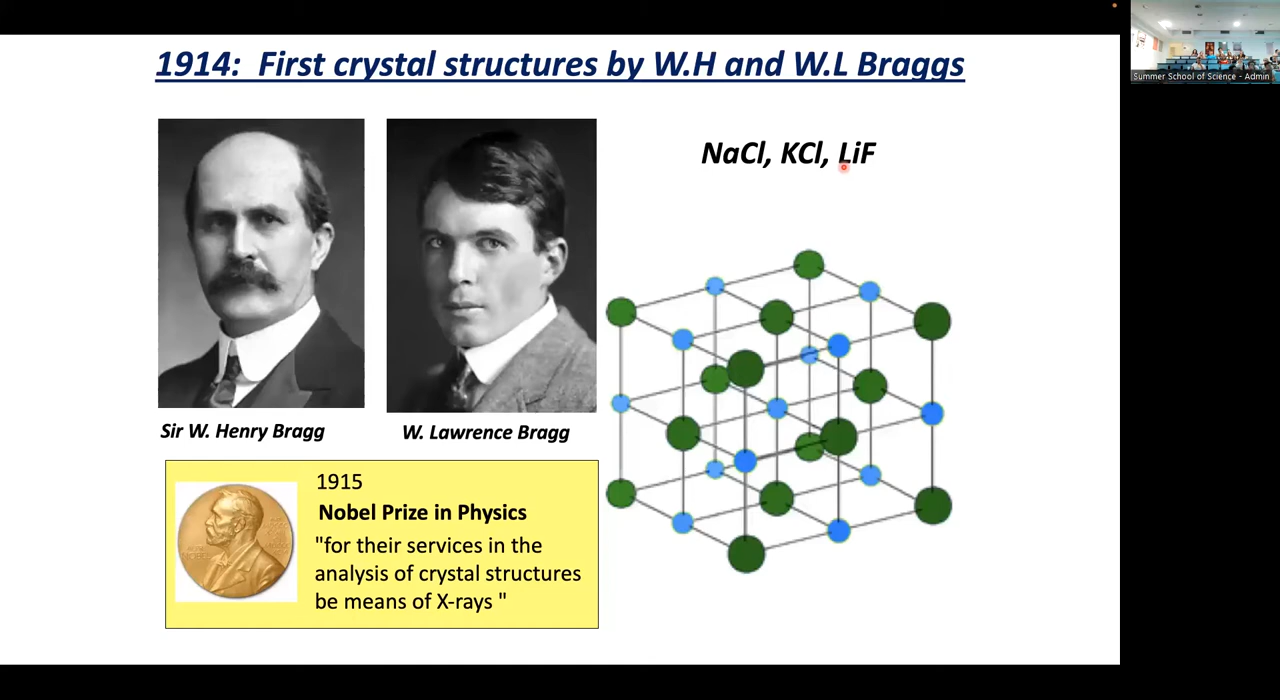 1914:  First crystal structures by W.H and W.L Braggs
NaCl, KCl, LiF
Sir W. Henry Bragg
W. Lawrence Bragg
1915
Nobel Prize in Physics
"for their services in the
analysis of crystal structures
be means of X-rays "
Summer School of Science - Admin